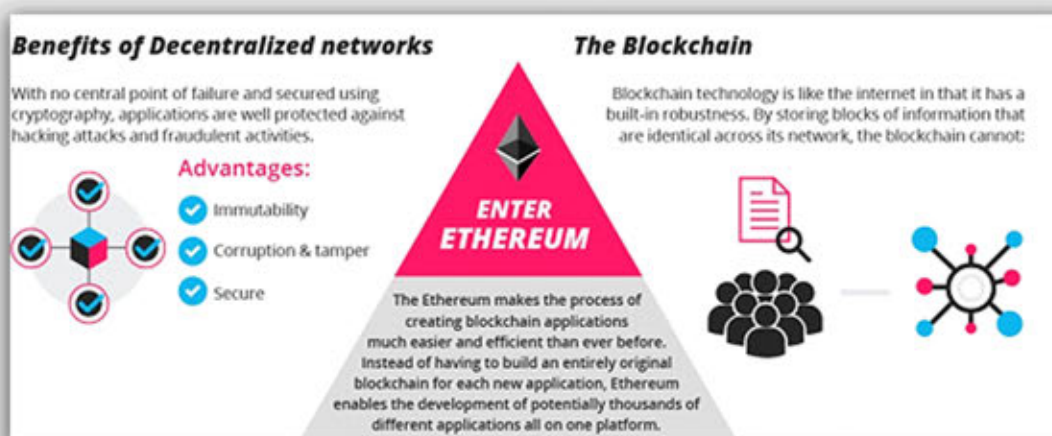 Benefits of Decentralized networks
With no central point of failure and secured using
cryptography, applications are well protected against
hacking attacks and fraudulent activities.
Advantages:
Immutability
Corruption & tamper
Secure
ENTER
ETHEREUM
The Ethereum makes the process of
creating blockchain applications
much easier and efficient than ever before.
Instead of having to build an entirely original
blockchain for each new application, Ethereum
enables the development of potentially thousands of
different applications all on one platform.
The Blockchain
Blockchain technology is like the internet in that it has a
built-in robustness. By storing blocks of information that
are identical across its network, the blockchain cannot: